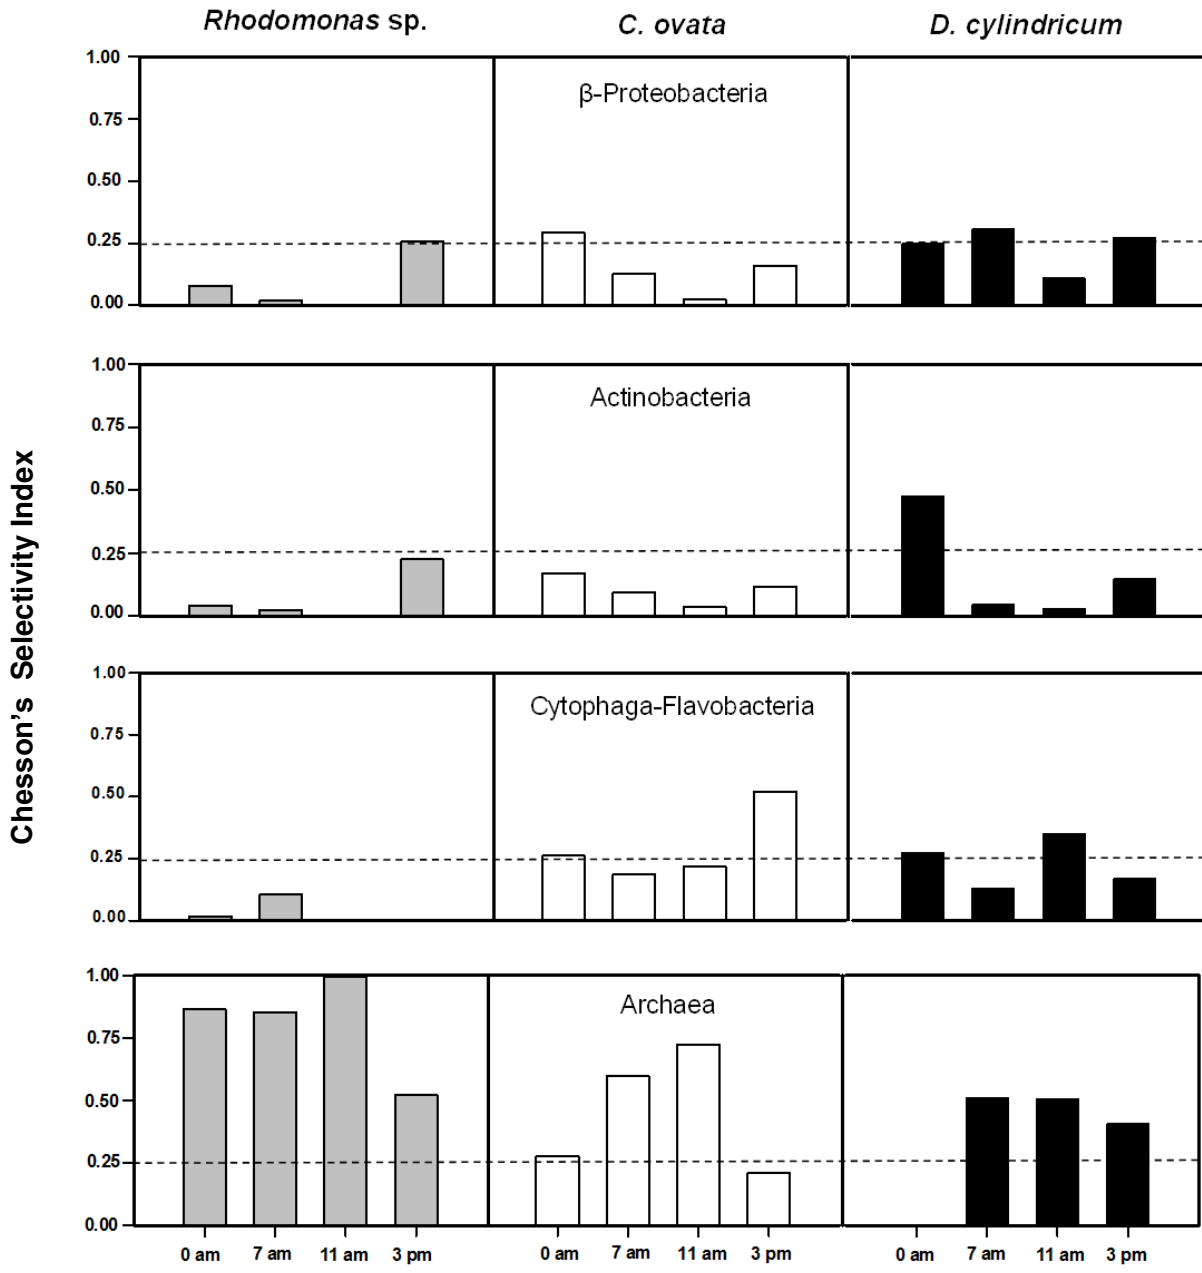 Rhodomonas sp. C. ovata D. cylindricum
Chesson's Selectivity Index
β-Proteobacteria
1.00
0.75
0.50
0.25
0.00
Actinobacteria
1.00
0.75
0.50
0.25
0.00
Cytophaga-Flavobacteria
1.00
0.75
0.50
0.25
0.00
Archaea
1.00
0.75
0.50
0.25
0.00
0 am 7 am 11 am 3 pm 0 am 7 am 11 am 3 pm 0 am 7 am 11 am 3 pm